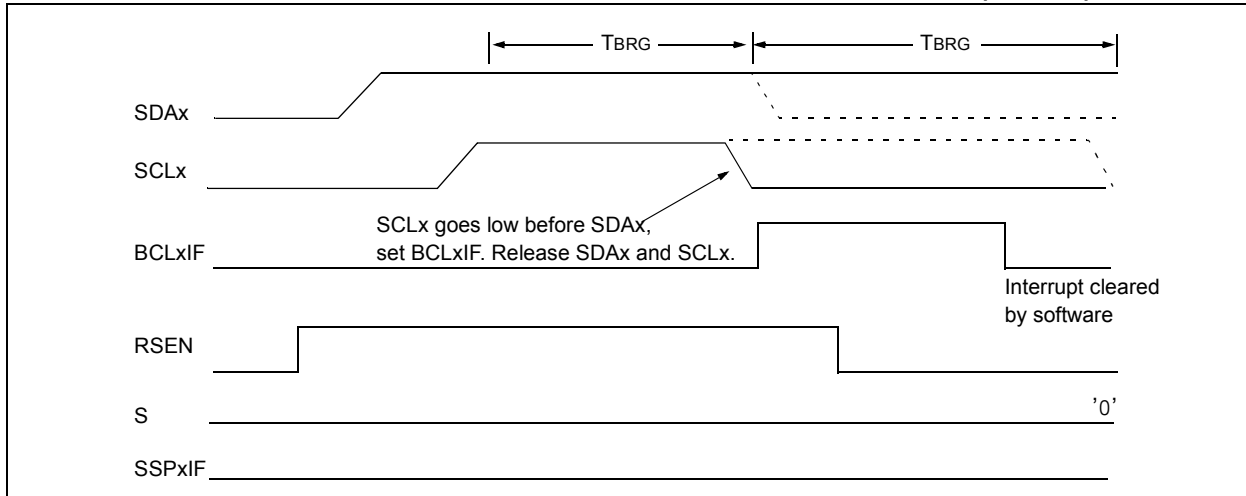 TBRG TBRG
SDAx
SCLx
SCLx goes low before SDAx,
BCLxIF set BCLxIF. Release SDAx and SCLx.
Interrupt cleared
by software
RSEN
S '0'
SSPxIF